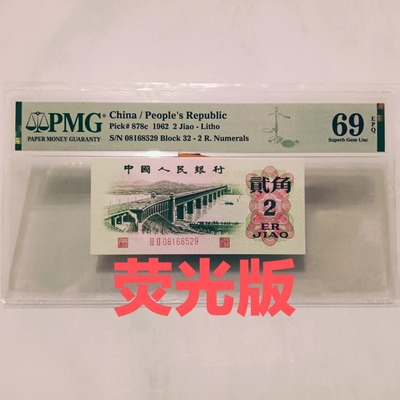 PMG
PAPER MONEY GUARANTY
China / People's Republic
Pick# 878c 1962 2 Jiao - Litho
S/N 08168529 Block 32 - 2 R. Numerals
69 EPQ
Superb Gem Unc
中国人民银行
贰角
2
ER
JIAO
III II 08168529
荧光版